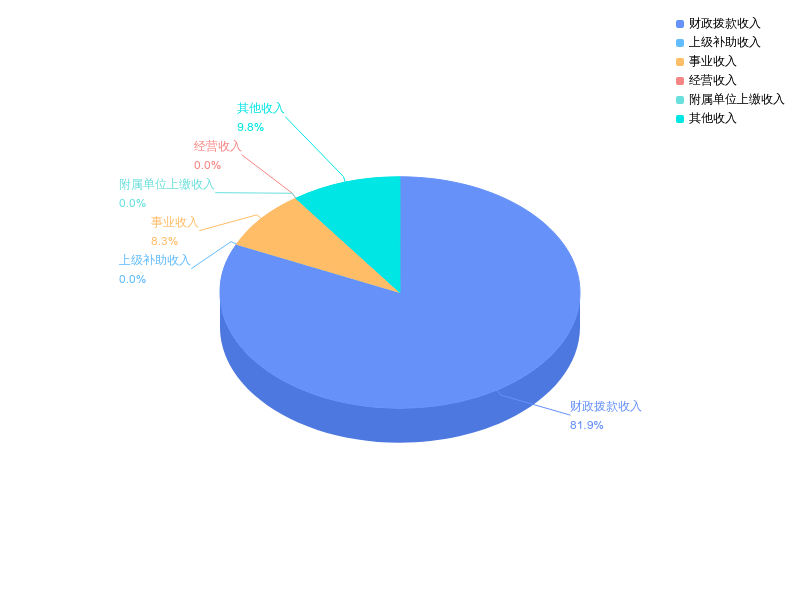 财政拨款收入
上级补助收入
事业收入
经营收入
附属单位上缴收入
其他收入
其他收入
9.8%
经营收入
0.0%
附属单位上缴收入
0.0%
事业收入
8.3%
上级补助收入
0.0%
财政拨款收入
81.9%